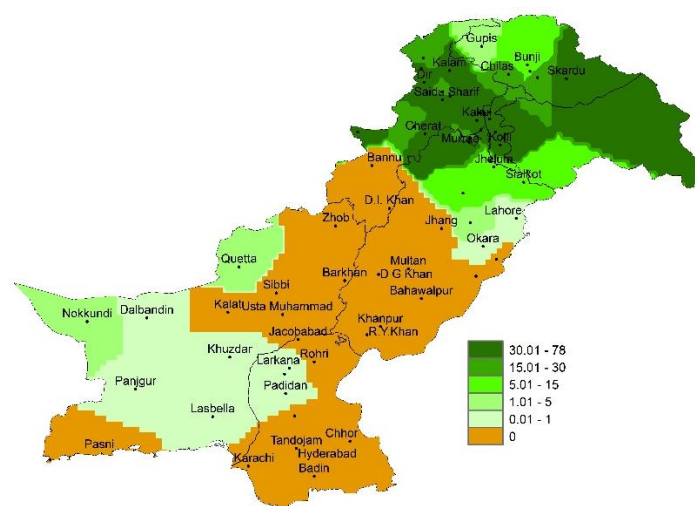 Gupis
Kalam
Bunji
Chilas
Skardu
Dir
Saidu Sharif
Kakul
Cherat
Murree
Kotli
Bannu
Jhelum
Sialkot
D.I. Khan
Zhob
Jhang
Lahore
Okara
Quetta
Multan
Barkhan
D G Khan
Sibbi
Bahawalpur
Nokkundi
Dalbandin
Kalat
Usta Muhammad
Khanpur
R.Y.Khan
Jacobabad
Khuzdar
Larkana
Rohri
Panjgur
Padidan
Lasbella
Pasni
Tandojam
Chhor
Hyderabad
Karachi
Badin
30.01 - 78
15.01 - 30
5.01 - 15
1.01 - 5
0.01 - 1
0